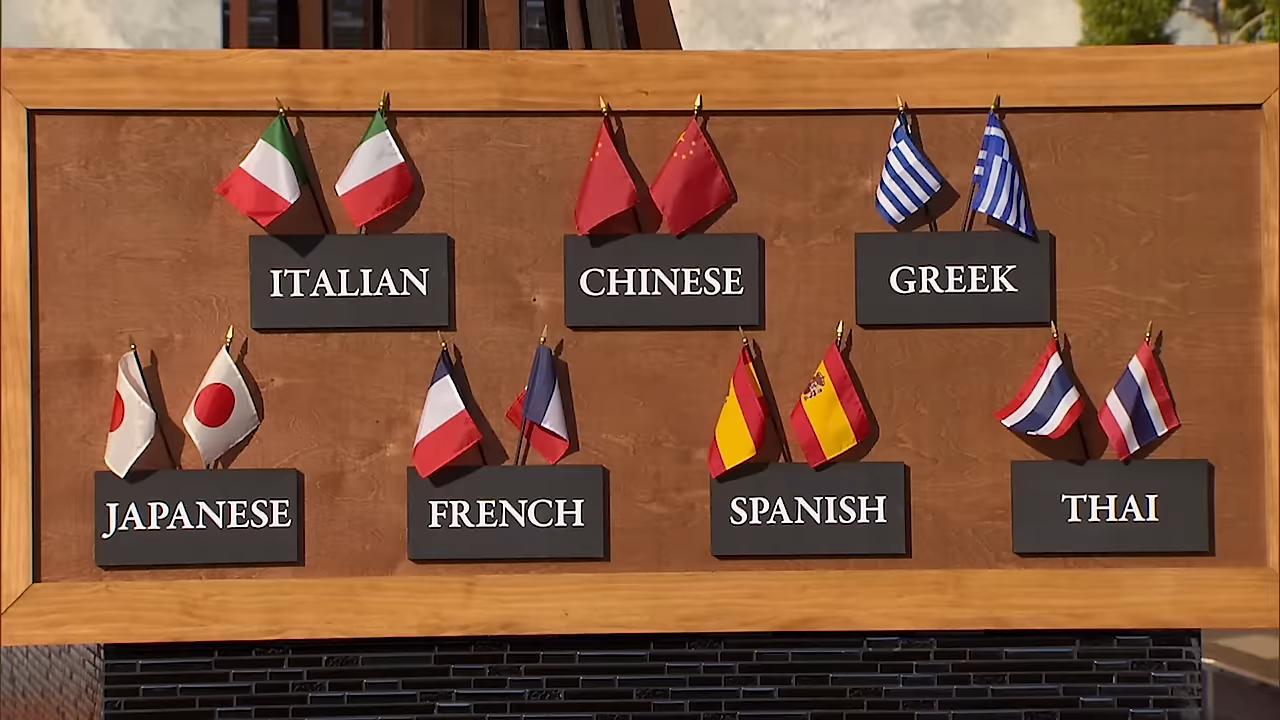 ITALIAN
CHINESE
GREEK
JAPANESE
FRENCH
SPANISH
THAI